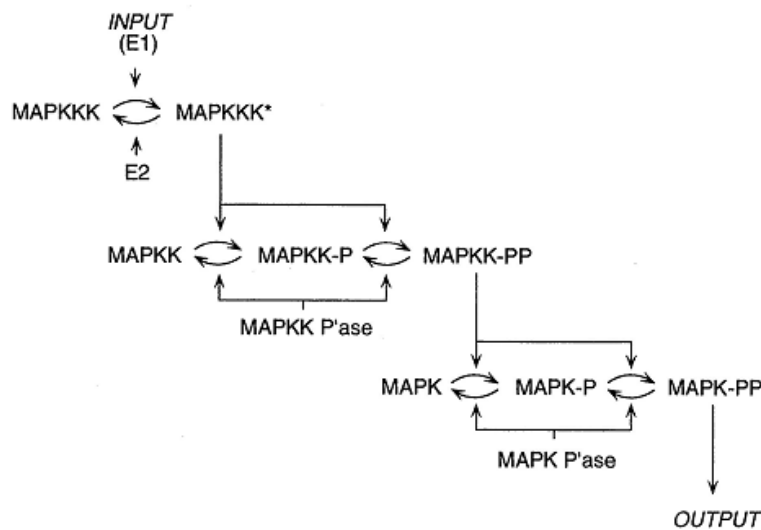 INPUT
(E1)
MAPKKK MAPKKK*
E2
MAPKK MAPKK-P MAPKK-PP
MAPKK P'ase
MAPK MAPK-P MAPK-PP
MAPK P'ase
OUTPUT